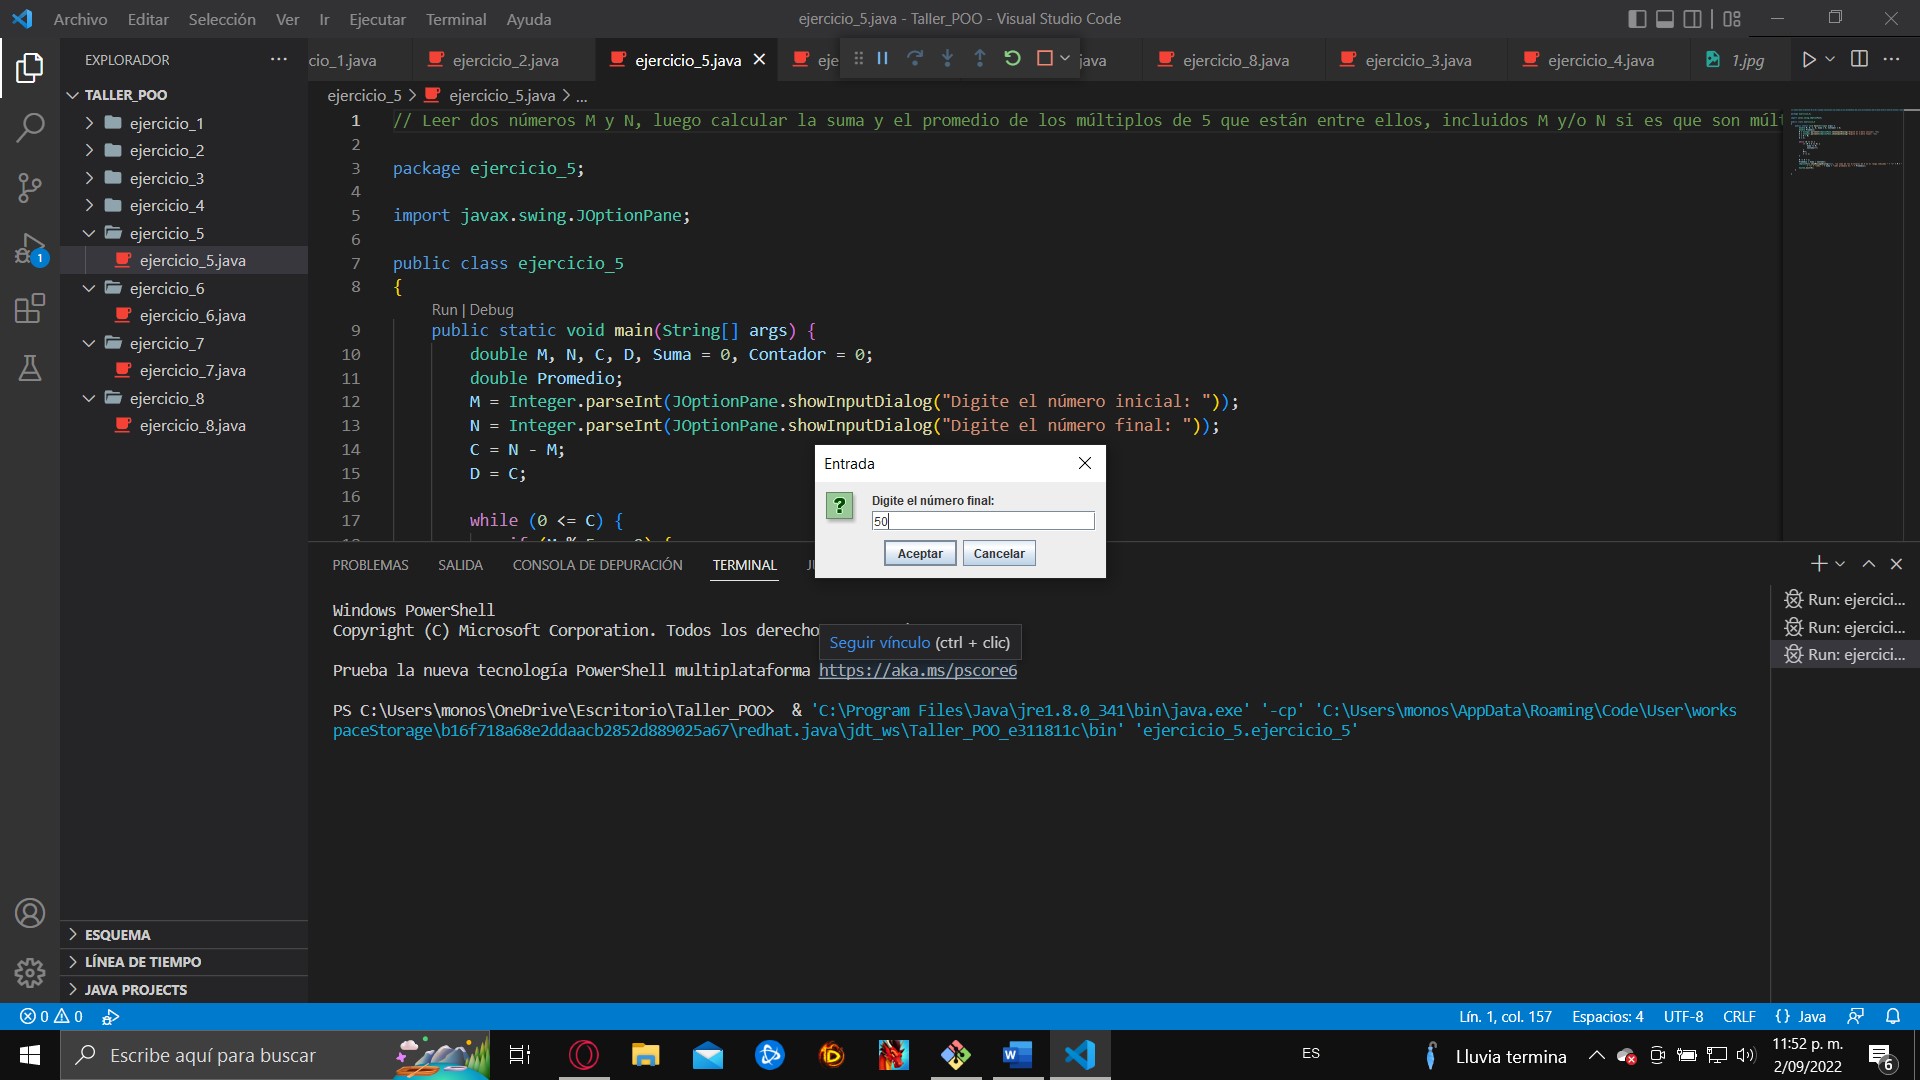 Archivo Editar Selección Ver Ir Ejecutar Terminal Ayuda
ejercicio_5.java - Taller_POO - Visual Studio Code
EXPLORADOR
cio_1.java
ejercicio_2.java
ejercicio_5.java
eje
java
ejercicio_8.java
ejercicio_3.java
ejercicio_4.java
1.jpg
ejercicio_5 > ejercicio_5.java > ...
TALLER_POO
ejercicio_1
ejercicio_2
ejercicio_3
ejercicio_4
ejercicio_5
ejercicio_5.java
ejercicio_6
ejercicio_6.java
ejercicio_7
ejercicio_7.java
ejercicio_8
ejercicio_8.java
1
ESQUEMA
LÍNEA DE TIEMPO
JAVA PROJECTS
1 // Leer dos números M y N, luego calcular la suma y el promedio de los múltiplos de 5 que están entre ellos, incluidos M y/o N si es que son múlt
2
3 package ejercicio_5;
4
5 import javax.swing.JOptionPane;
6
7 public class ejercicio_5
8 {
Run | Debug
9 public static void main(String[] args) {
10 double M, N, C, D, Suma = 0, Contador = 0;
11 double Promedio;
12 M = Integer.parseInt(JOptionPane.showInputDialog("Digite el número inicial: "));
13 N = Integer.parseInt(JOptionPane.showInputDialog("Digite el número final: "));
14 C = N - M;
15 D = C;
16
17 while (0 <= C) {
Entrada
Digite el número final:
50
Aceptar Cancelar
PROBLEMAS SALIDA CONSOLA DE DEPURACIÓN TERMINAL
Windows PowerShell
Copyright (C) Microsoft Corporation. Todos los derecho
Seguir vínculo (ctrl + clic)
Prueba la nueva tecnología PowerShell multiplataforma https://aka.ms/pscore6
PS C:\Users\monos\OneDrive\Escritorio\Taller_POO> & 'C:\Program Files\Java\jre1.8.0_341\bin\java.exe' '-cp' 'C:\Users\monos\AppData\Roaming\Code\User\works
paceStorage\b16f718a68e2ddaacb2852d889025a67\redhat.java\jdt_ws\Taller_POO_e311811c\bin' 'ejercicio_5.ejercicio_5'
Run: ejercici...
Run: ejercici...
Run: ejercici...
0 0
Lín. 1, col. 157 Espacios: 4 UTF-8 CRLF {} Java
Escribe aquí para buscar
ES
Lluvia termina
11:52 p. m.
2/09/2022
6